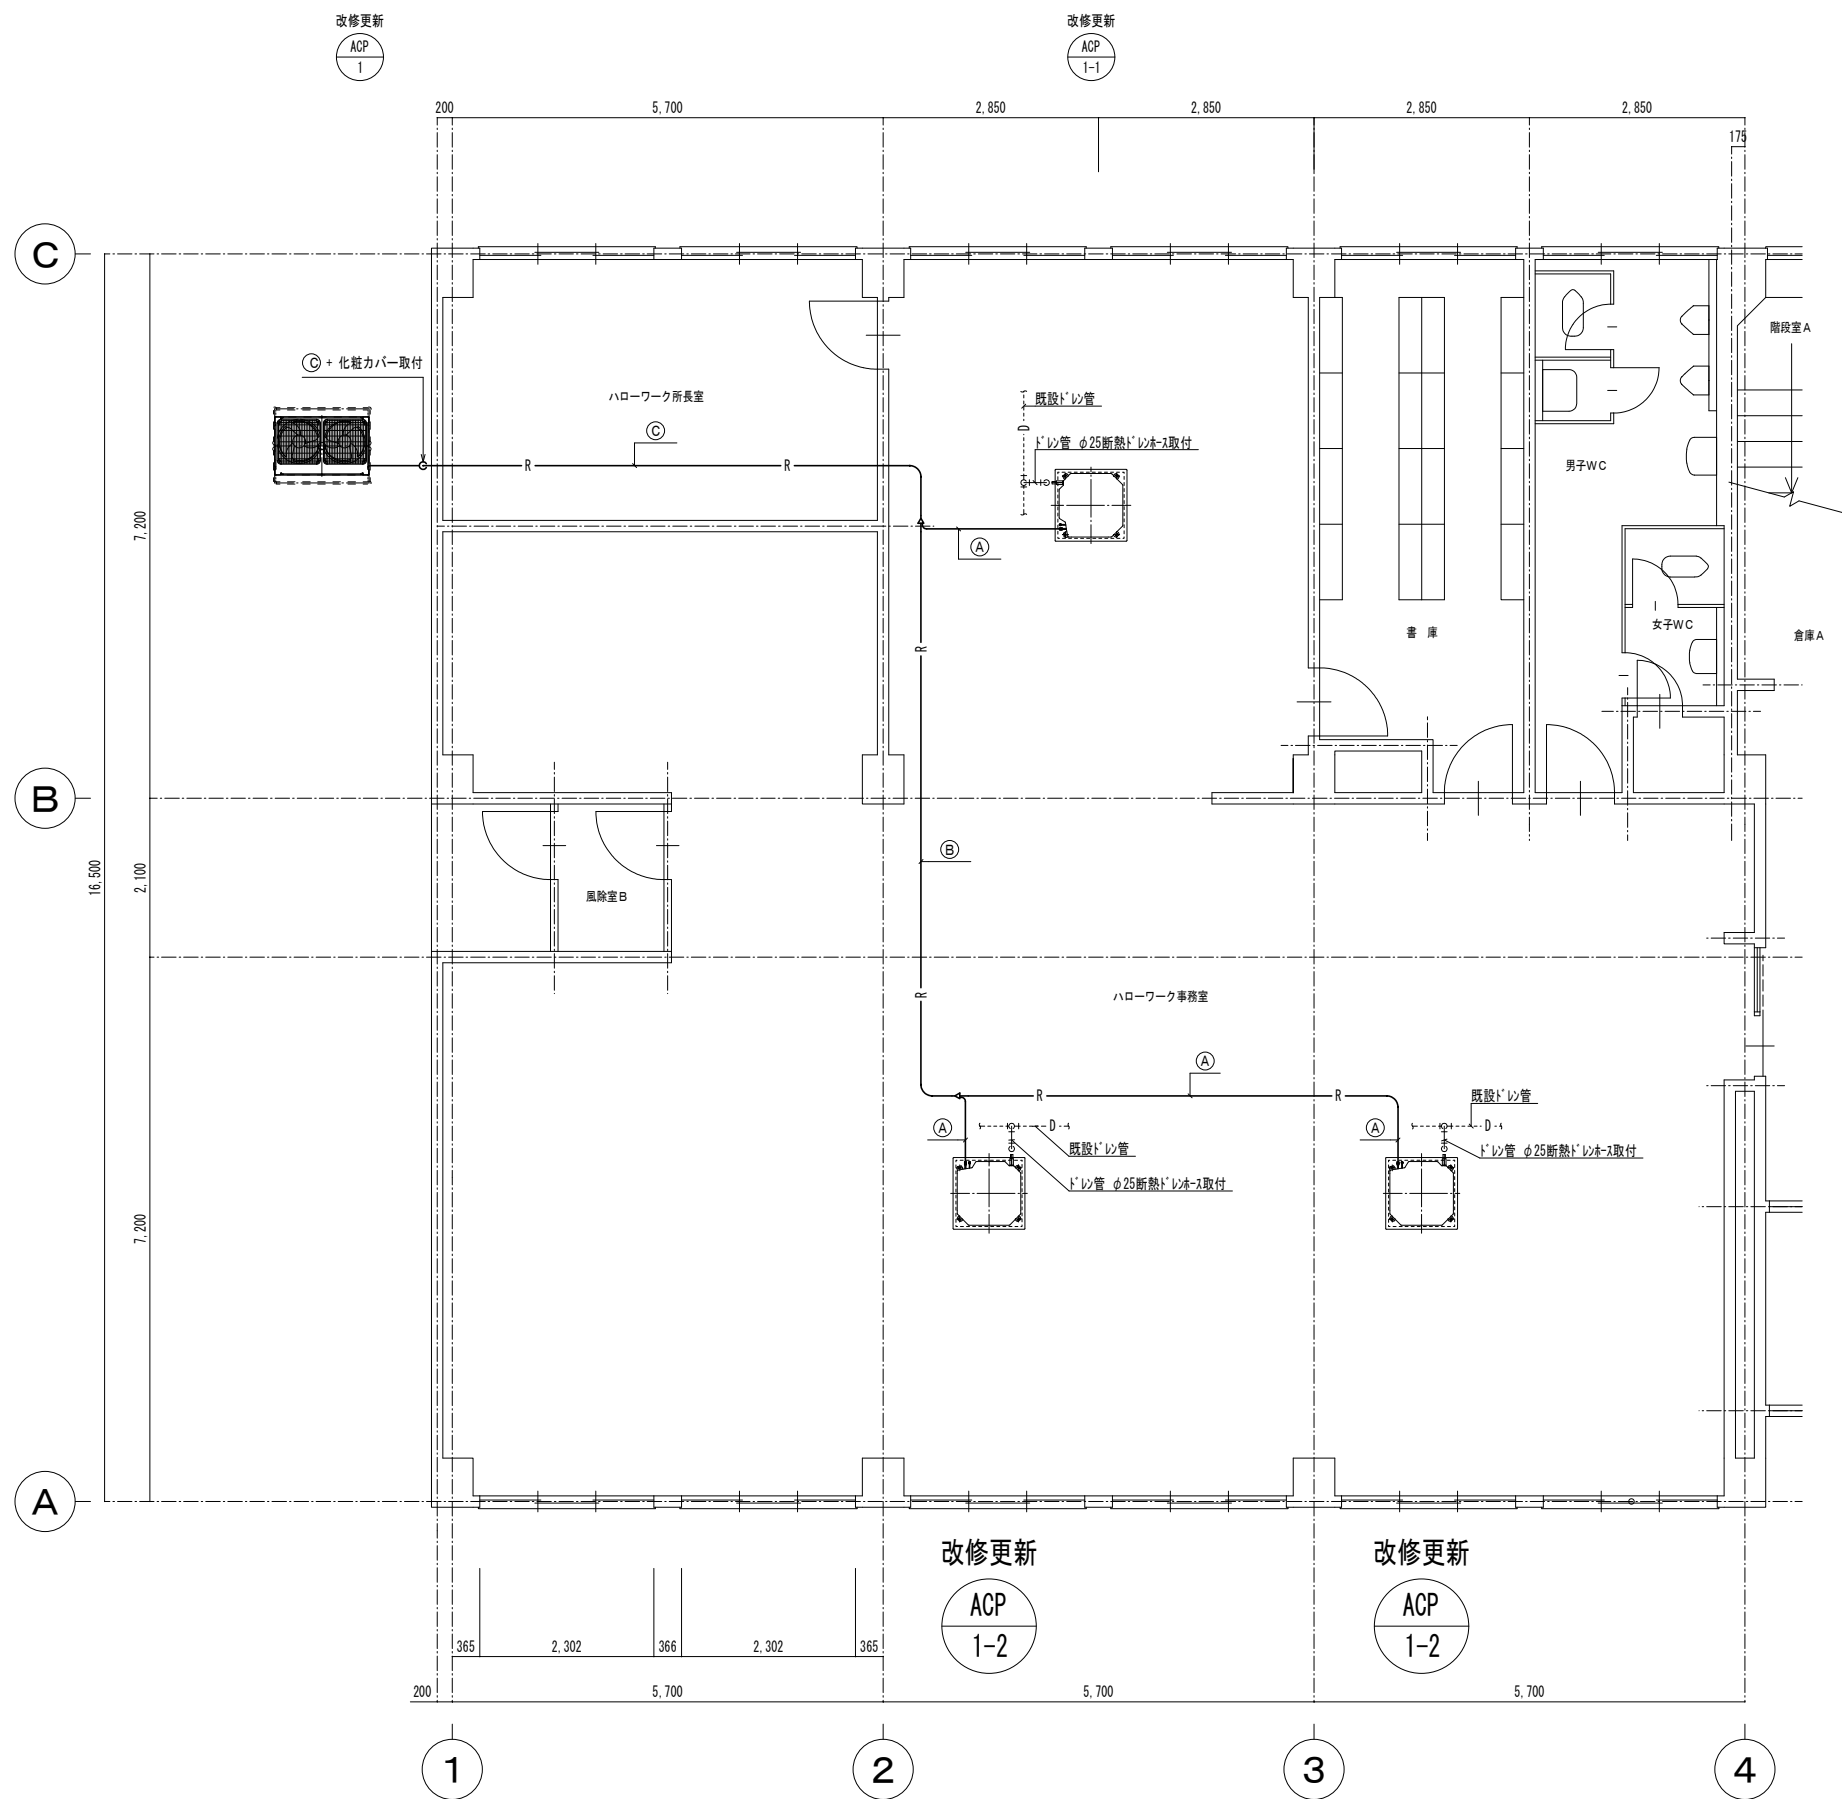 改修更新
ACP
1
改修更新
ACP
1-1
200
5,700
2,850
2,850
2,850
2,850
175
C
階段室A
Ⓒ + 化粧カバー取付
ハローワーク所長室
既設ドレン管
D
Ⓒ
ドレン管 φ25断熱ドレンホース取付
男子WC
R
R
7,200
Ⓐ
女子WC
書 庫
倉庫A
R
B
Ⓑ
16,500
2,100
風除室B
R
ハローワーク事務室
Ⓐ
R
R
既設ドレン管
Ⓐ
D
Ⓐ
D
既設ドレン管
ドレン管 φ25断熱ドレンホース取付
ドレン管 φ25断熱ドレンホース取付
7,200
A
改修更新
ACP
1-2
改修更新
ACP
1-2
365
2,302
366
2,302
365
200
5,700
5,700
5,700
1
2
3
4